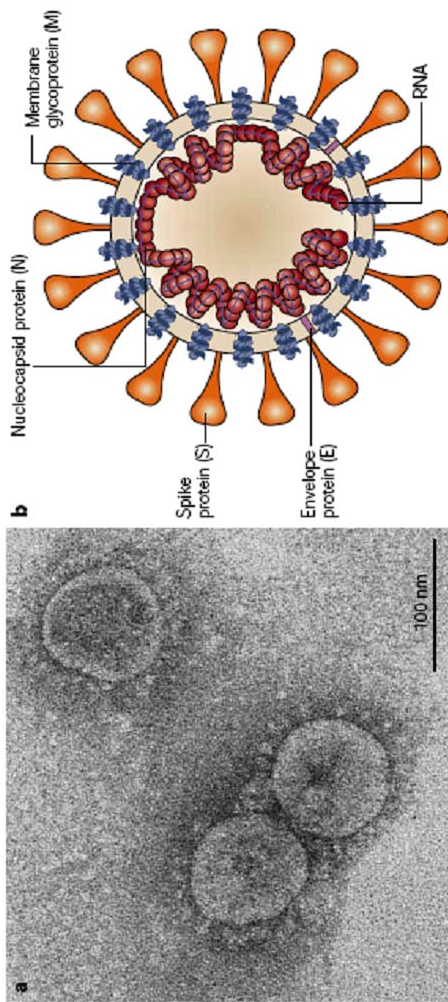 a
100 nm
b
Nucleocapsid protein (N)
Membrane
glycoprotein (M)
Spike
protein (S)
Envelope
protein (E)
RNA